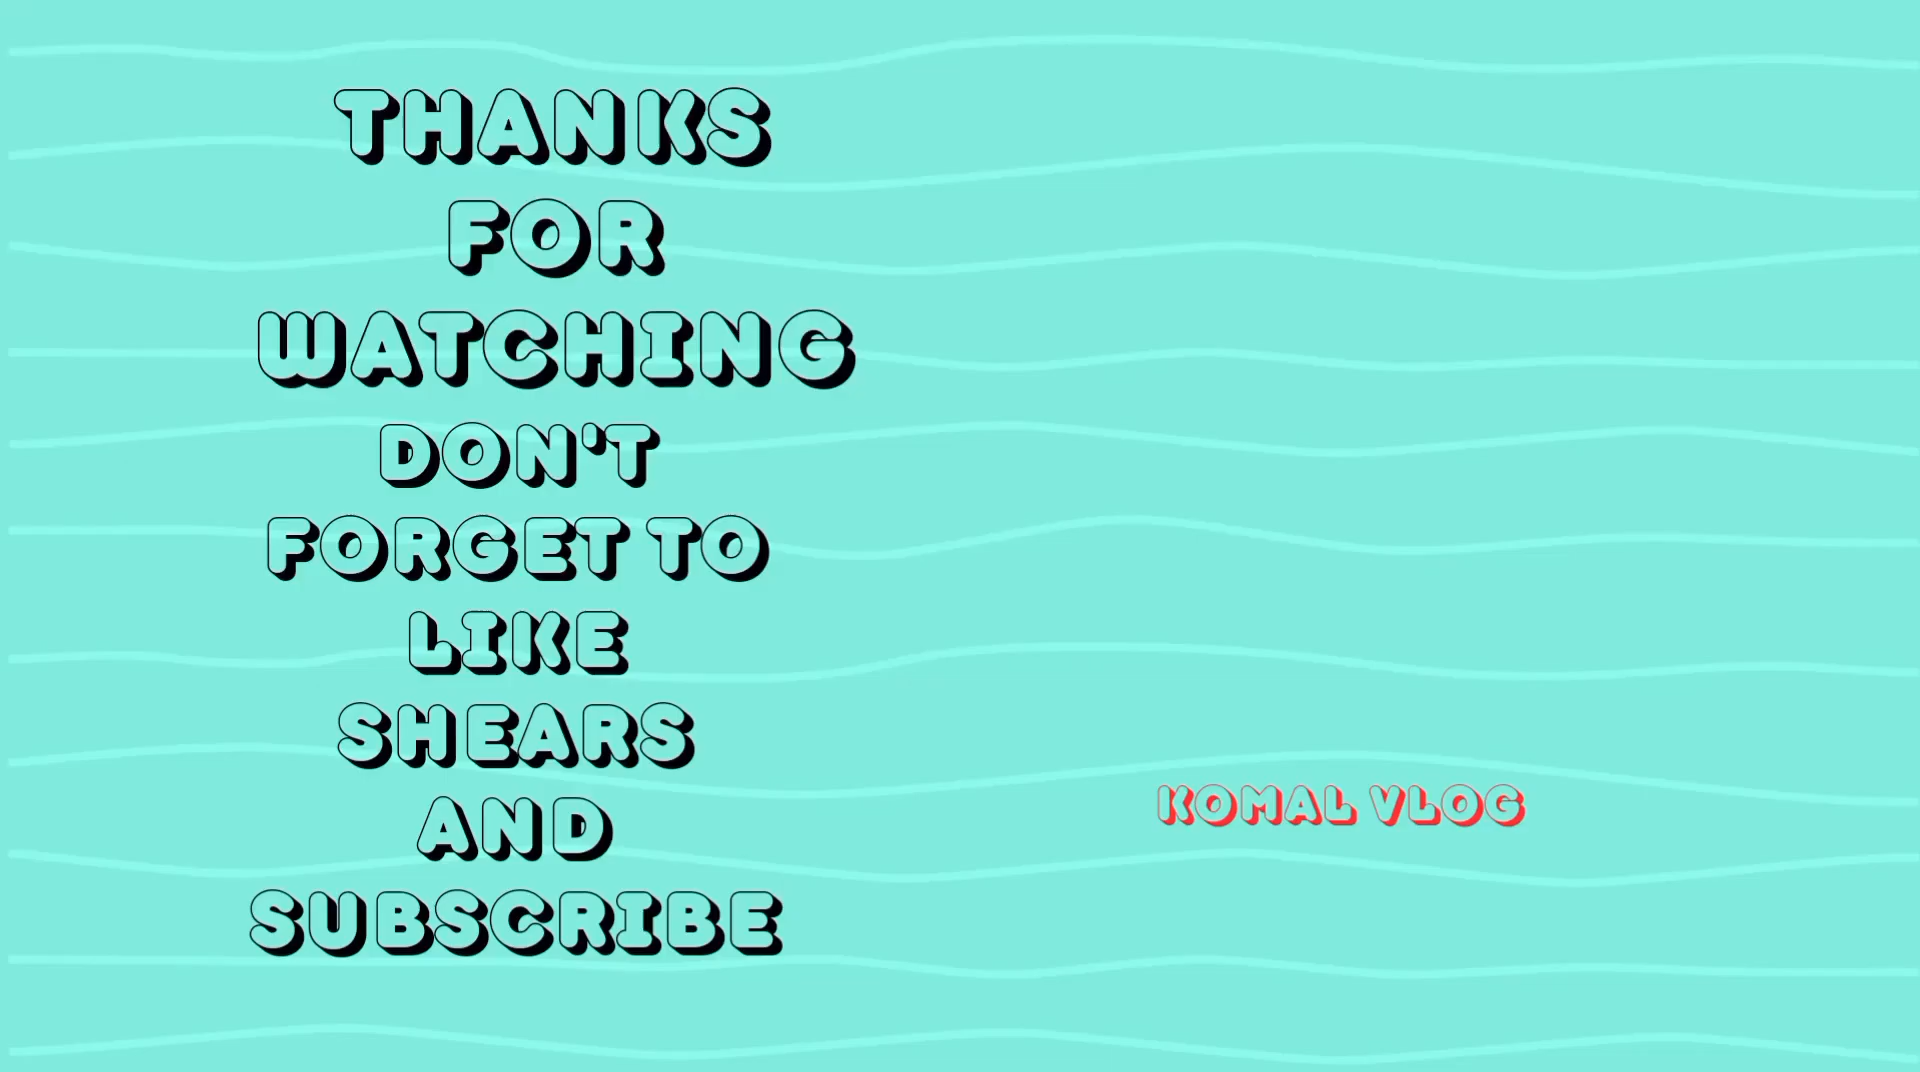 THANKS
FOR
WATCHING
DON'T
FORGET TO
LIKE
SHEARS
AND
SUBSCRIBE
KOMAL VLOG